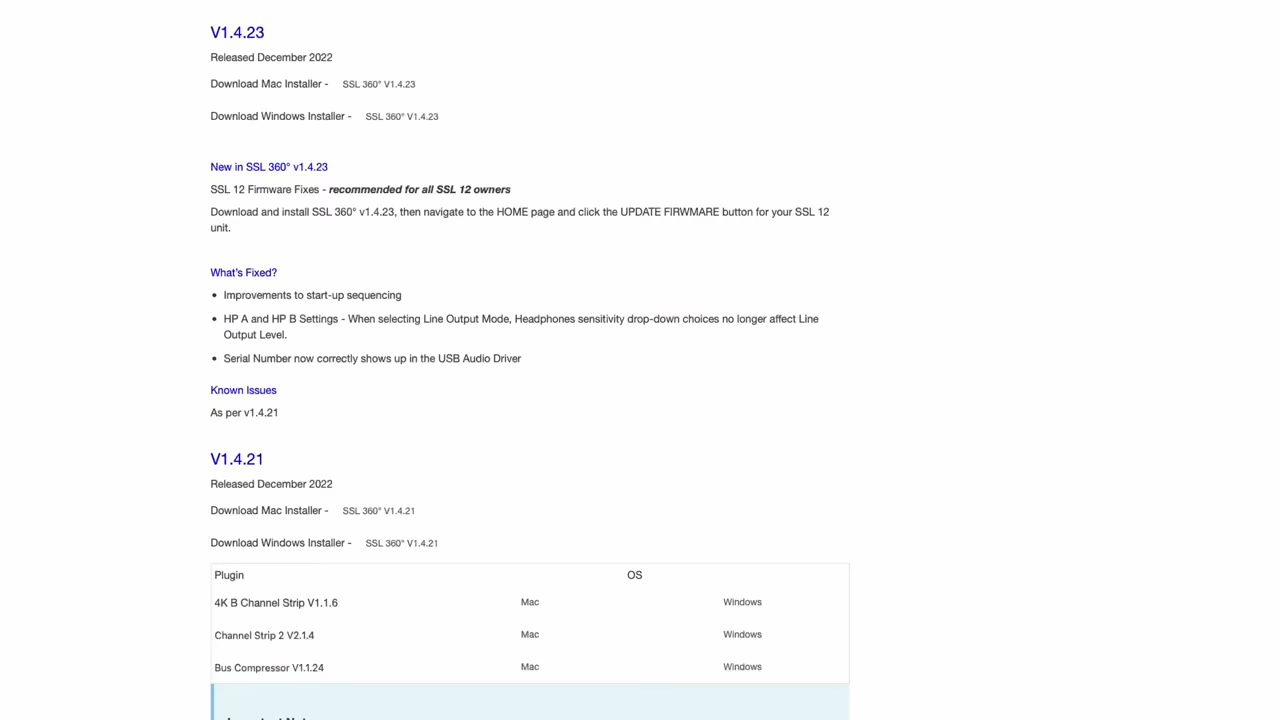 V1.4.23
Released December 2022
Download Mac Installer - SSL 360° V1.4.23
Download Windows Installer - SSL 360° V1.4.23
New in SSL 360° v1.4.23
SSL 12 Firmware Fixes - recommended for all SSL 12 owners
Download and install SSL 360° v1.4.23, then navigate to the HOME page and click the UPDATE FIRWMARE button for your SSL 12
unit.
What's Fixed?
• Improvements to start-up sequencing
• HP A and HP B Settings - When selecting Line Output Mode, Headphones sensitivity drop-down choices no longer affect Line
Output Level.
• Serial Number now correctly shows up in the USB Audio Driver
Known Issues
As per v1.4.21
V1.4.21
Released December 2022
Download Mac Installer - SSL 360° V1.4.21
Download Windows Installer - SSL 360° V1.4.21
Plugin OS
4K B Channel Strip V1.1.6 Mac Windows
Channel Strip 2 V2.1.4 Mac Windows
Bus Compressor V1.1.24 Mac Windows